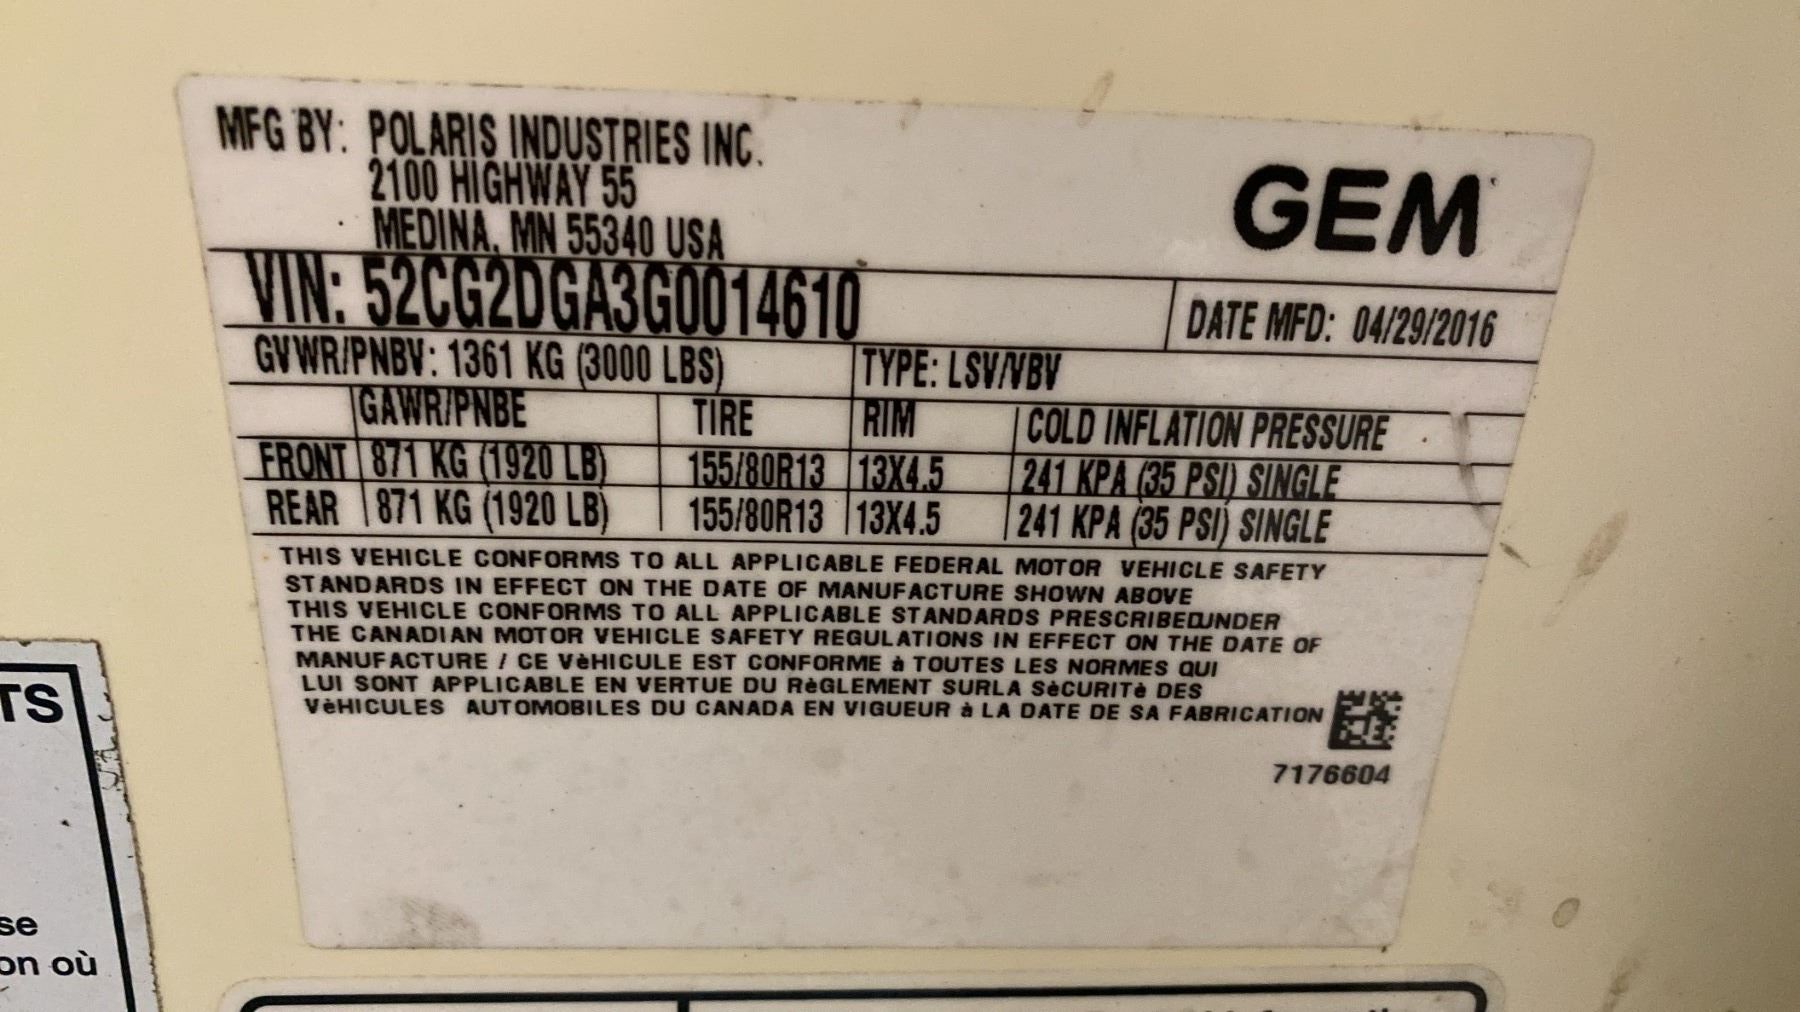 MFG BY: POLARIS INDUSTRIES INC.
2100 HIGHWAY 55
MEDINA, MN 55340 USA
GEM
VIN: 52CG2DGA3G0014610
DATE MFD: 04/29/2016
GVWR/PNBV: 1361 KG (3000 LBS)
TYPE: LSV/VBV
GAWR/PNBE TIRE RIM COLD INFLATION PRESSURE
FRONT 871 KG (1920 LB) 155/80R13 13X4.5 241 KPA (35 PSI) SINGLE
REAR 871 KG (1920 LB) 155/80R13 13X4.5 241 KPA (35 PSI) SINGLE
THIS VEHICLE CONFORMS TO ALL APPLICABLE FEDERAL MOTOR VEHICLE SAFETY
STANDARDS IN EFFECT ON THE DATE OF MANUFACTURE SHOWN ABOVE
THIS VEHICLE CONFORMS TO ALL APPLICABLE STANDARDS PRESCRIBEDUNDER
THE CANADIAN MOTOR VEHICLE SAFETY REGULATIONS IN EFFECT ON THE DATE OF
MANUFACTURE / CE VèHICULE EST CONFORME à TOUTES LES NORMES QUI
LUI SONT APPLICABLE EN VERTUE DU RèGLEMENT SURLA SèCURITè DES
VèHICULES AUTOMOBILES DU CANADA EN VIGUEUR à LA DATE DE SA FABRICATION
7176604
TS
se
on où